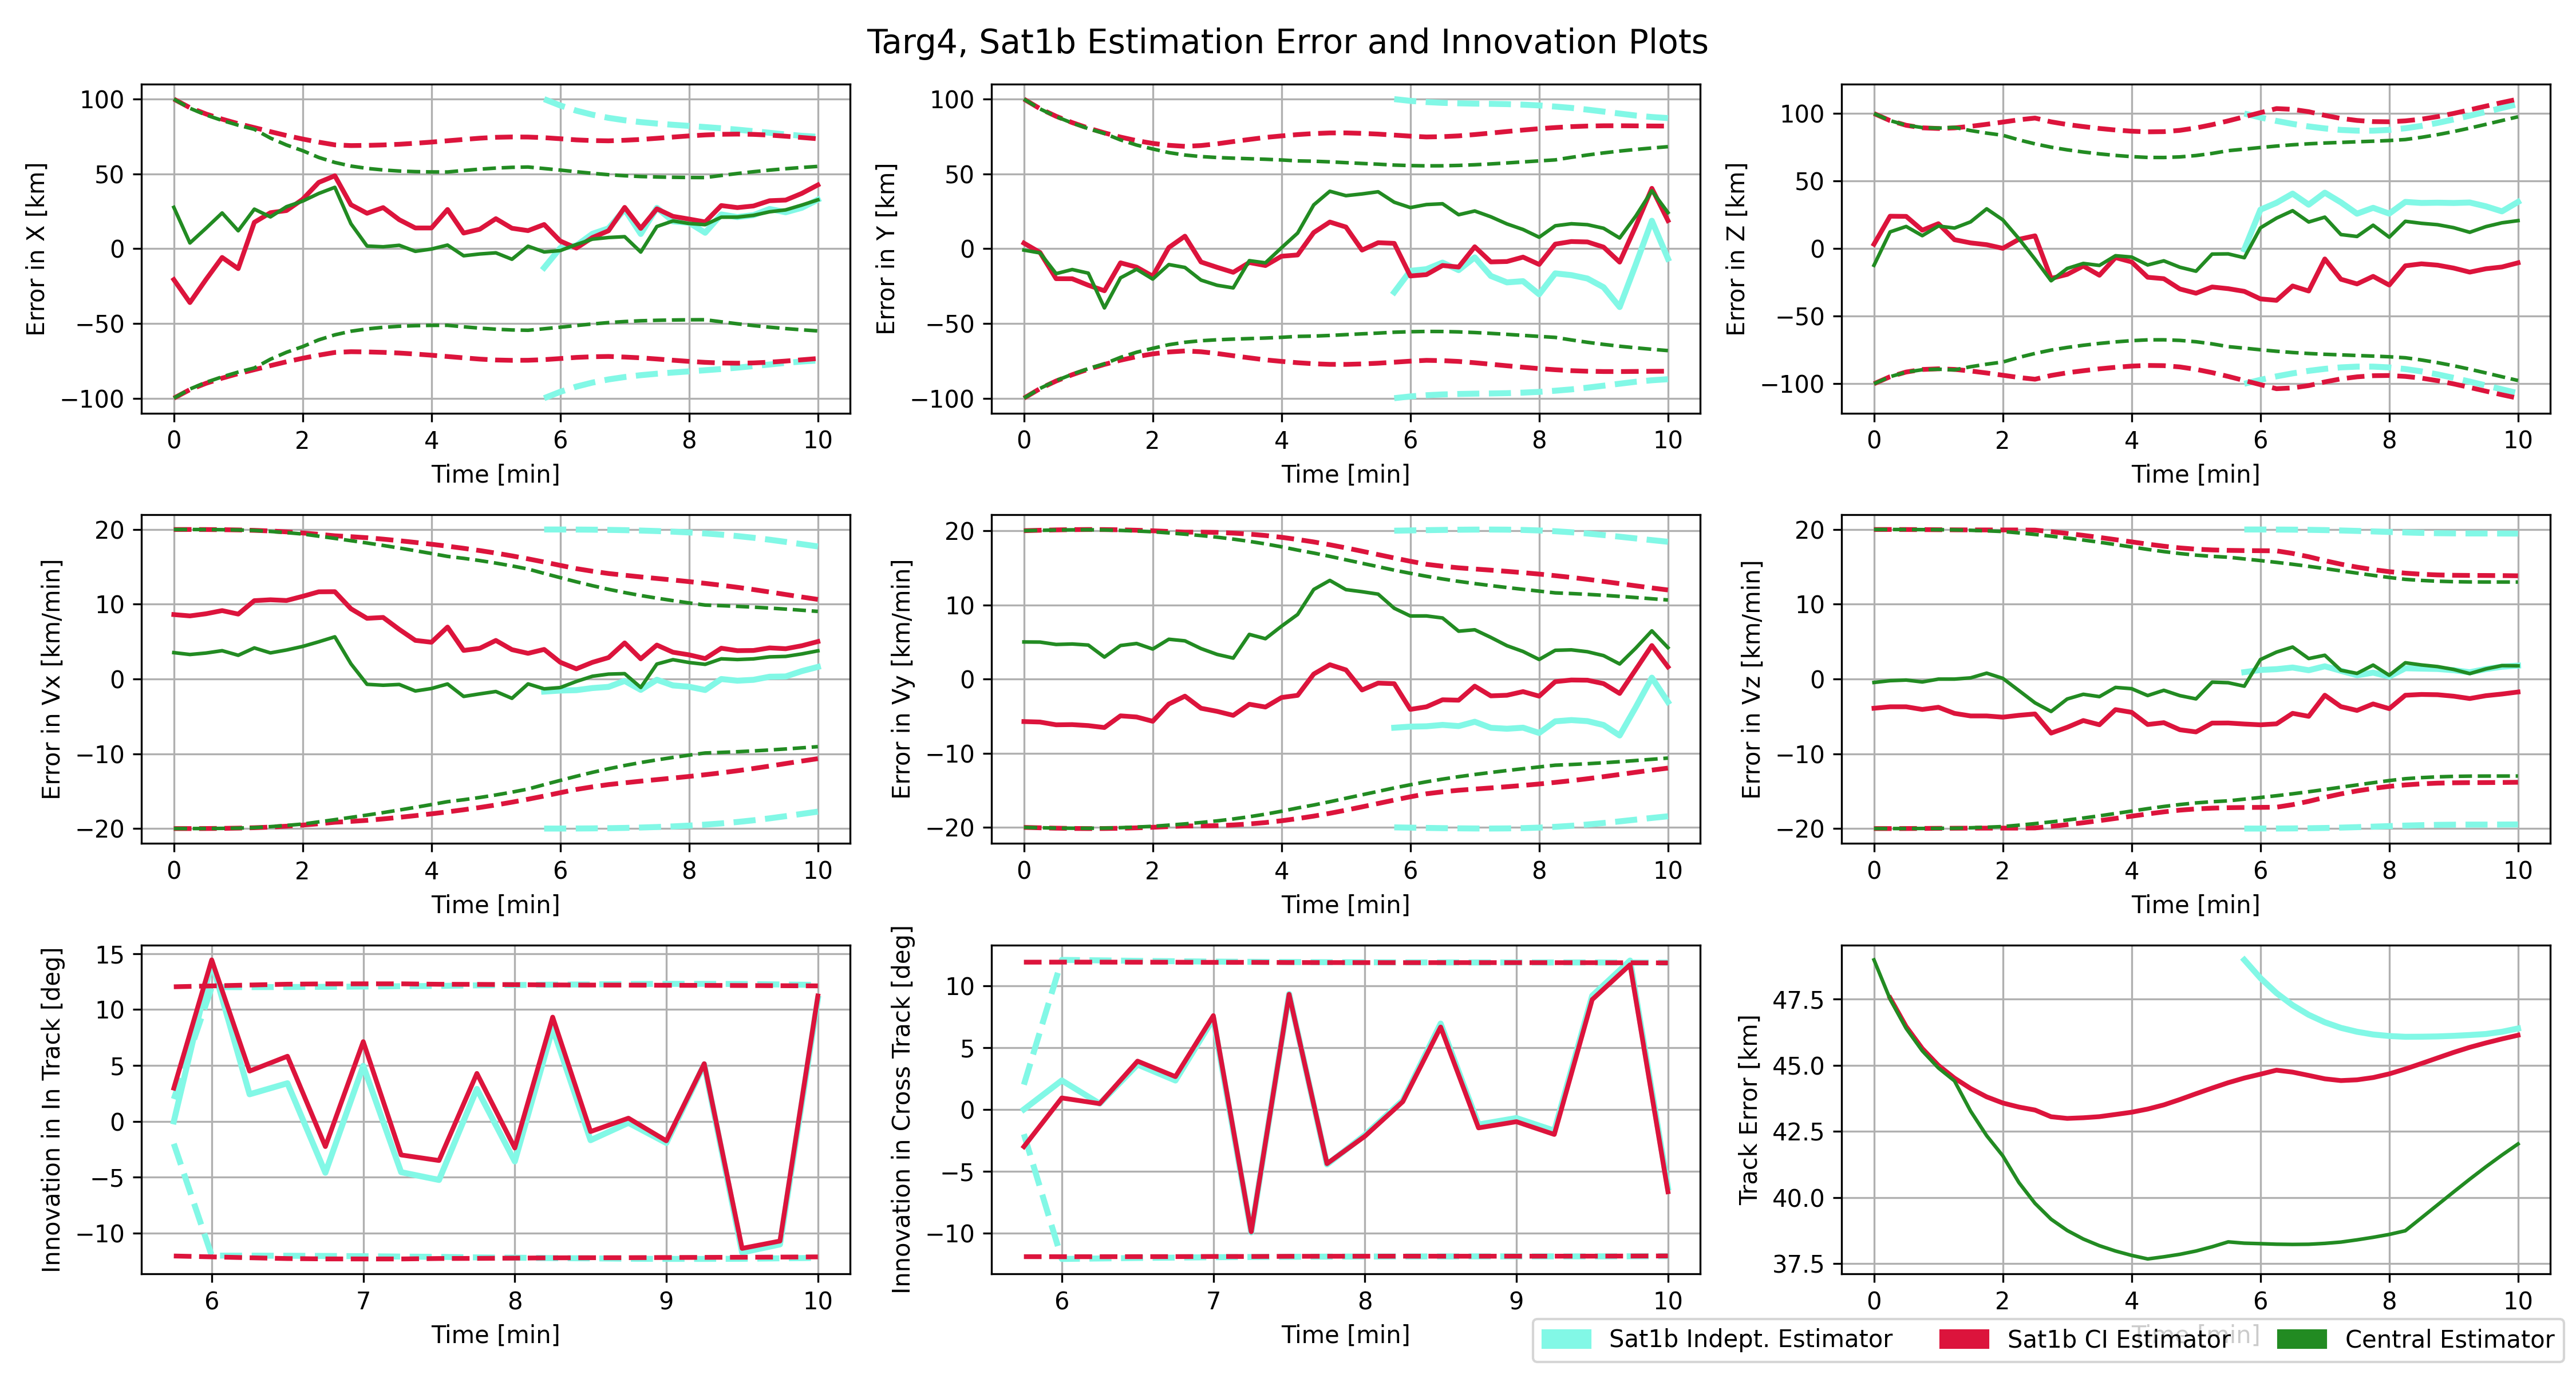 Targ4, Sat1b Estimation Error and Innovation Plots
Error in X [km]
100
50
0
−50
−100
0 2 4 6 8 10
Time [min]
Error in Y [km]
100
50
0
−50
−100
0 2 4 6 8 10
Time [min]
Error in Z [km]
100
50
0
−50
−100
0 2 4 6 8 10
Time [min]
Error in Vx [km/min]
20
10
0
−10
−20
0 2 4 6 8 10
Time [min]
Error in Vy [km/min]
20
10
0
−10
−20
0 2 4 6 8 10
Time [min]
Error in Vz [km/min]
20
10
0
−10
−20
0 2 4 6 8 10
Time [min]
Innovation in In Track [deg]
15
10
5
0
−5
−10
6 7 8 9 10
Time [min]
Innovation in Cross Track [deg]
10
5
0
−5
−10
6 7 8 9 10
Time [min]
Track Error [km]
47.5
45.0
42.5
40.0
37.5
0 2 4 6 8 10
Time [min]
Sat1b Indept. Estimator
Sat1b CI Estimator
Central Estimator